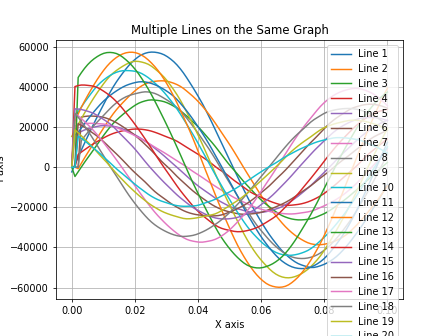 Multiple Lines on the Same Graph
60000
40000
20000
0
−20000
−40000
−60000
0.00
0.02
0.04
0.06
0.08
X axis
Line 1
Line 2
Line 3
Line 4
Line 5
Line 6
Line 7
Line 8
Line 9
Line 10
Line 11
Line 12
Line 13
Line 14
Line 15
Line 16
Line 17
Line 18
Line 19